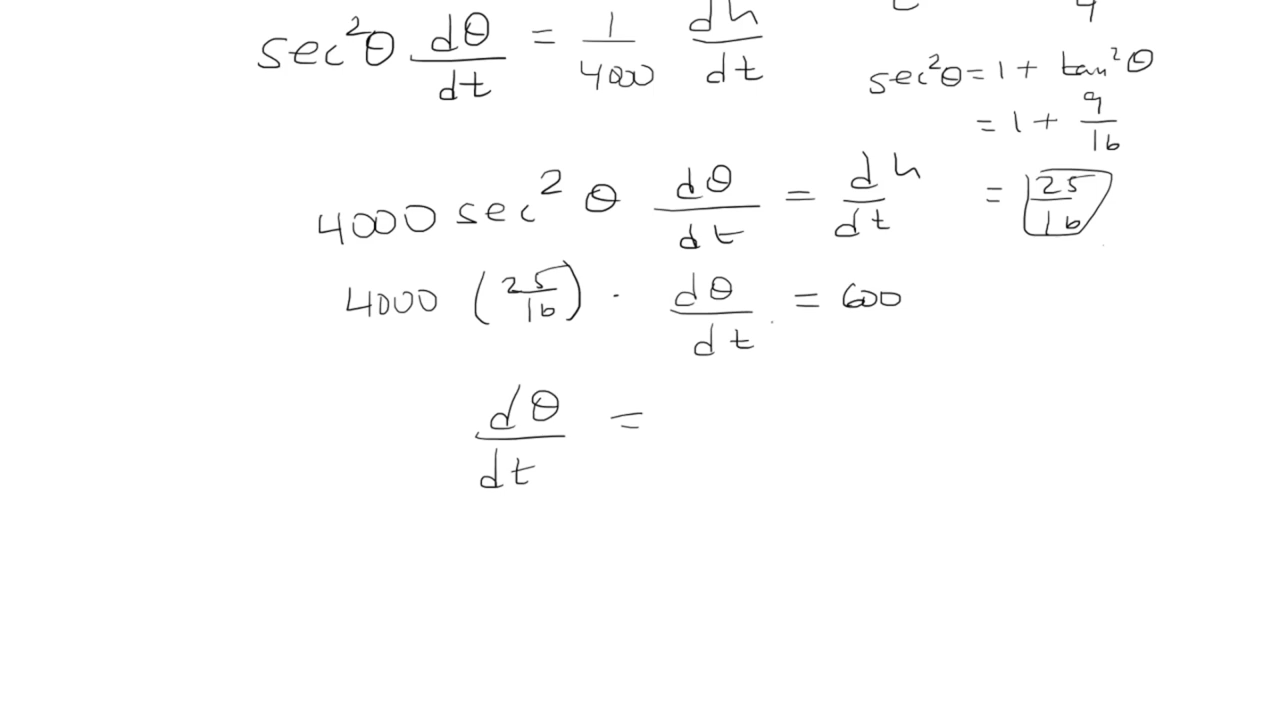 sec²θ dθ/dt = 1/4000 dh/dt
sec²θ = 1 + tan²θ
= 1 + 9/16
= 25/16
4000 sec² θ dθ/dt = dh/dt
4000 (25/16) · dθ/dt = 600
dθ/dt =